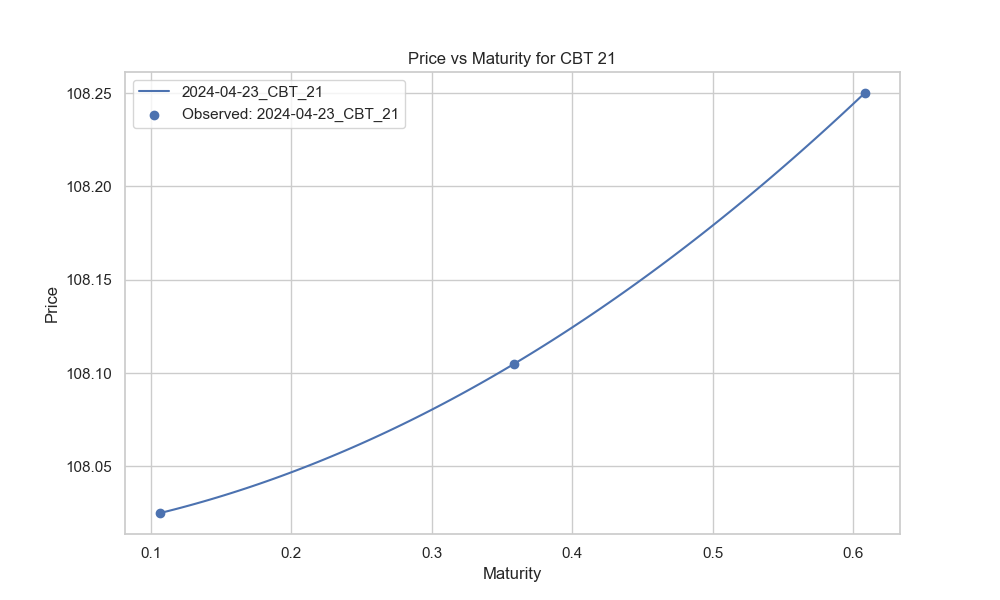 Price vs Maturity for CBT 21
2024-04-23_CBT_21
Observed: 2024-04-23_CBT_21
108.25
108.20
108.15
108.10
108.05
Price
0.1 0.2 0.3 0.4 0.5 0.6
Maturity